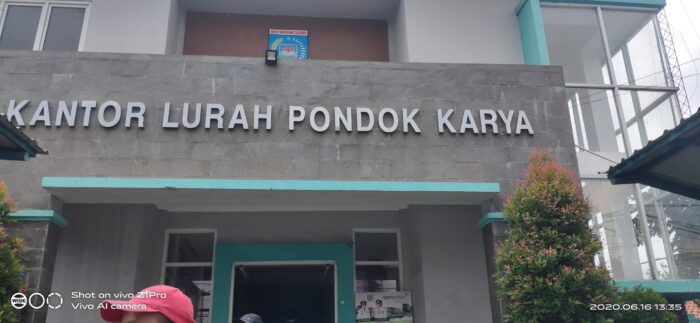 KANTOR LURAH PONDOK KARYA
Shot on vivo Z1Pro
Vivo AI camera
2020.06.16 13:35